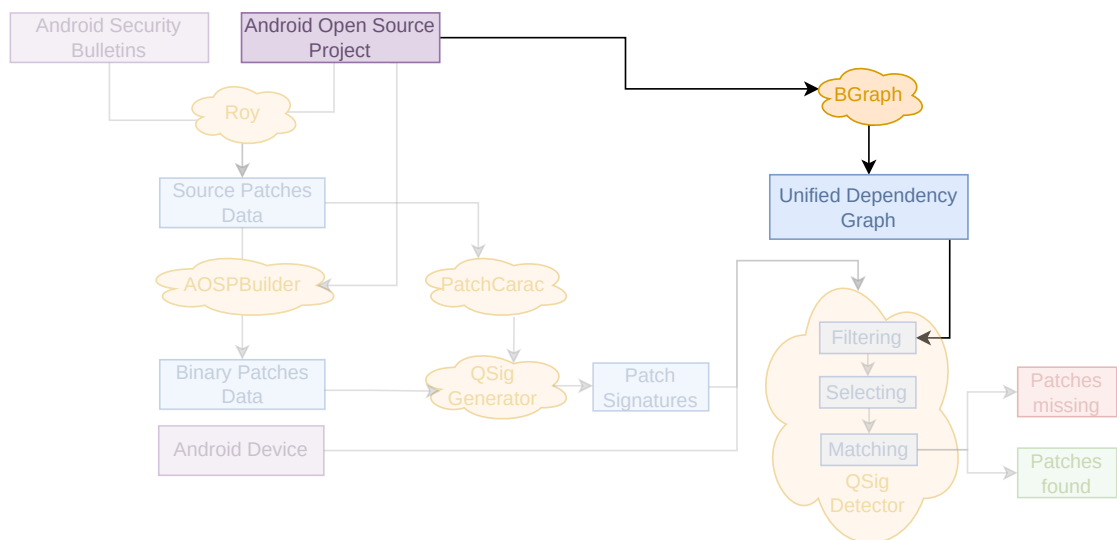 Android Security
Bulletins
Android Open Source
Project
Roy
BGraph
Source Patches
Data
Unified Dependency
Graph
AOSPBuilder
PatchCarac
Filtering
Binary Patches
Data
QSig
Generator
Patch
Signatures
Selecting
Patches
missing
Android Device
Matching
QSig
Detector
Patches
found